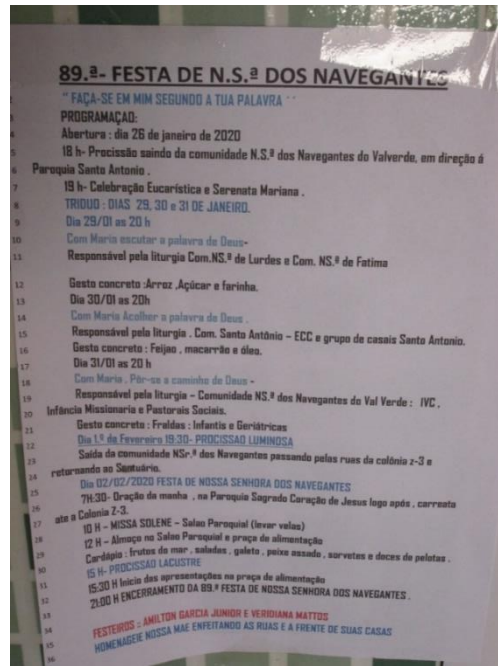 89.ª- FESTA DE N.S.ª DOS NAVEGANTES
" FAÇA-SE EM MIM SEGUNDO A TUA PALAVRA "
PROGRAMAÇAO:
Abertura : dia 26 de janeiro de 2020
18 h- Procissão saindo da comunidade N.S.ª dos Navegantes do Valverde, em direção á
Paroquia Santo Antonio .
19 h- Celebração Eucarística e Serenata Mariana .
TRIDUO : DIAS 29, 30 e 31 DE JANEIRO.
Dia 29/01 as 20 h
Com Maria escutar a palavra de Deus-
Responsável pela liturgia Com.NS.ª de Lurdes e Com. NS.ª de Fatima
Gesto concreto :Arroz ,Açúcar e farinha.
Dia 30/01 as 20h
Com Maria Acolher a palavra de Deus .
Responsável pela liturgia . Com. Santo Antônio – ECC e grupo de casais Santo Antonio.
Gesto concreto : Feijao , macarrão e óleo.
Dia 31/01 as 20 h
Com Maria , Pôr-se a caminho de Deus -
Responsável pela liturgia – Comunidade NS.ª dos Navegantes do Val Verde : IVC ,
Infância Missionaria e Pastorais Sociais.
Gesto concreto : Fraldas : Infantis e Geriátricas
Dia 1.º de Fevereiro 19:30- PROCISSAO LUMINOSA
Saída da comunidade NSr.ª dos Navegantes passando pelas ruas da colônia z-3 e
retornando ao Santuário.
Dia 02/02/2020 FESTA DE NOSSA SENHORA DOS NAVEGANTES
7H:30- Oração da manha , na Paroquia Sagrado Coração de Jesus logo após , carreata
ate a Colonia Z-3.
10 H – MISSA SOLENE – Salao Paroquial (levar velas)
12 H – Almoço no Salao Paroquial e praça de alimentação
Cardápio : frutos do mar , saladas , galeto , peixe assado , sorvetes e doces de pelotas .
15 H- PROCISSÃO LACUSTRE
15:30 H Inicio das apresentações na praça de alimentação
21:00 H ENCERRAMENTO DA 89.ª FESTA DE NOSSA SENHORA DOS NAVEGANTES .
FESTEIROS : AMILTON GARCIA JUNIOR E VERIDIANA MATTOS
HOMENAGEIE NOSSA MAE ENFEITANDO AS RUAS E A FRENTE DE SUAS CASAS